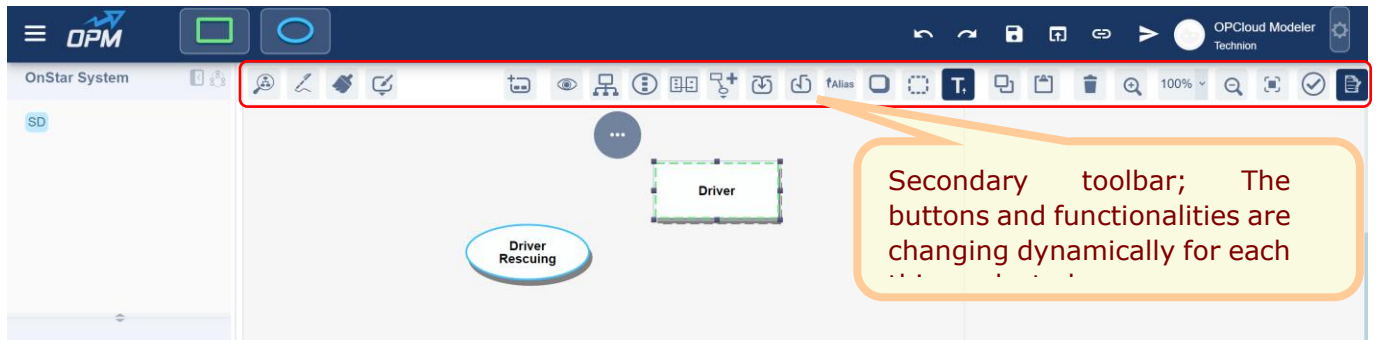 OPM
OPCloud Modeler
Technion
OnStar System
Alias
T
100%
SD
Driver
Driver
Rescuing
Secondary toolbar; The
buttons and functionalities are
changing dynamically for each